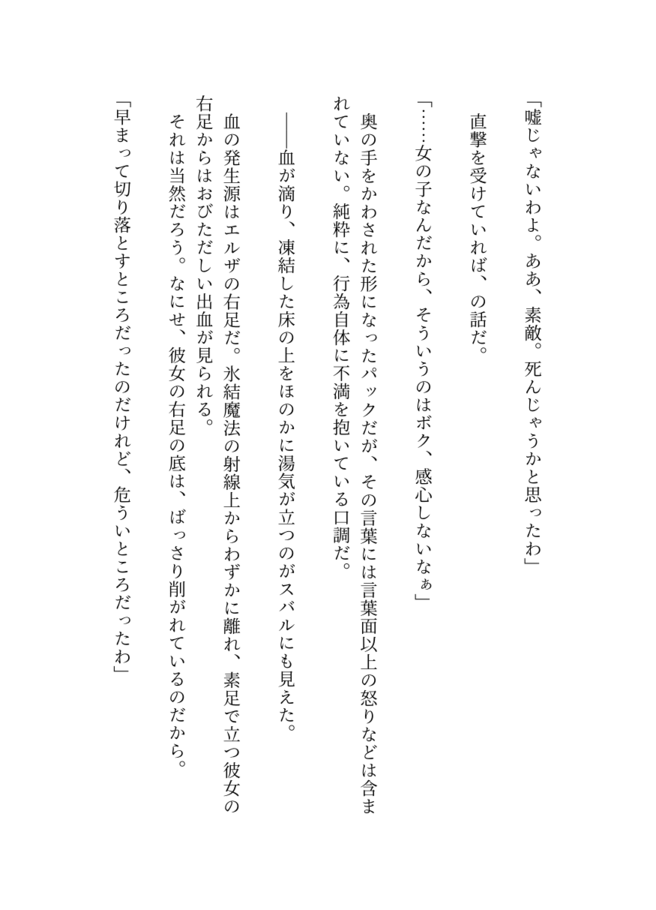 「嘘じゃないわよ。ああ、素敵。死んじゃうかと思ったわ」
直撃を受けていれば、の話だ。
「……女の子なんだから、そういうのはボク、感心しないなぁ」
奥の手をかわされた形になったパックだが、その言葉には言葉面以上の怒りなどは含ま
れていない。純粋に、行為自体に不満を抱いている口調だ。
――血が滴り、凍結した床の上をほのかに湯気が立つのがスバルにも見えた。
血の発生源はエルザの右足だ。氷結魔法の射線上からわずかに離れ、素足で立つ彼女の
右足からはおびただしい出血が見られる。
それは当然だろう。なにせ、彼女の右足の底は、ばっさり削がれているのだから。
「早まって切り落とすところだったのだけれど、危ういところだったわ」